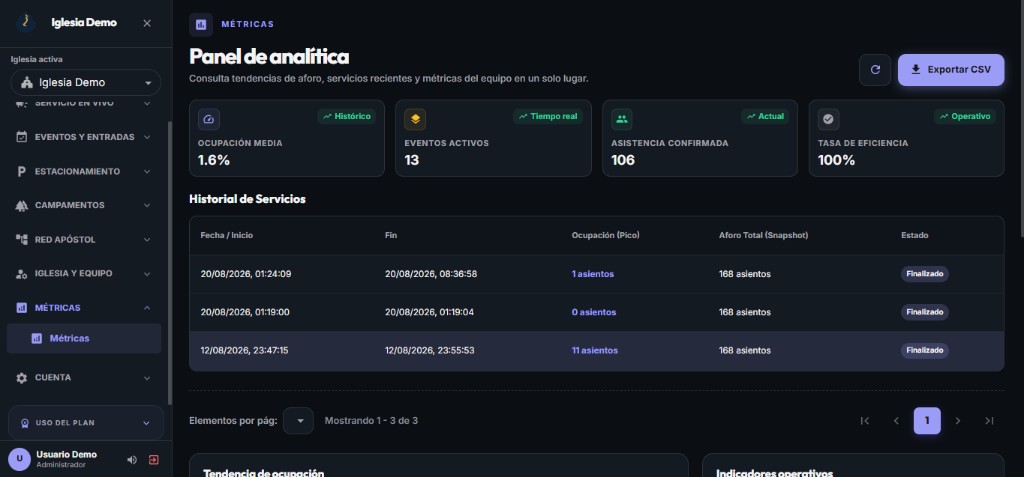 Iglesia Demo
Iglesia activa
Iglesia Demo
SERVICIO EN VIVO
EVENTOS Y ENTRADAS
ESTACIONAMIENTO
CAMPAMENTOS
RED APÓSTOL
IGLESIA Y EQUIPO
MÉTRICAS
Métricas
CUENTA
USO DEL PLAN
U
Usuario Demo
Administrador
MÉTRICAS
Panel de analítica
Consulta tendencias de aforo, servicios recientes y métricas del equipo en un solo lugar.
Exportar CSV
Histórico
OCUPACIÓN MEDIA
1.6%
Tiempo real
EVENTOS ACTIVOS
13
Actual
ASISTENCIA CONFIRMADA
106
Operativo
TASA DE EFICIENCIA
100%
Historial de Servicios
Fecha / Inicio Fin Ocupación (Pico) Aforo Total (Snapshot) Estado
20/08/2026, 01:24:09 20/08/2026, 08:36:58 1 asientos 168 asientos Finalizado
20/08/2026, 01:19:00 20/08/2026, 01:19:04 0 asientos 168 asientos Finalizado
12/08/2026, 23:47:15 12/08/2026, 23:55:53 11 asientos 168 asientos Finalizado
Elementos por pág: Mostrando 1 - 3 de 3 1
Tendencia de ocupación
Indicadores operativos